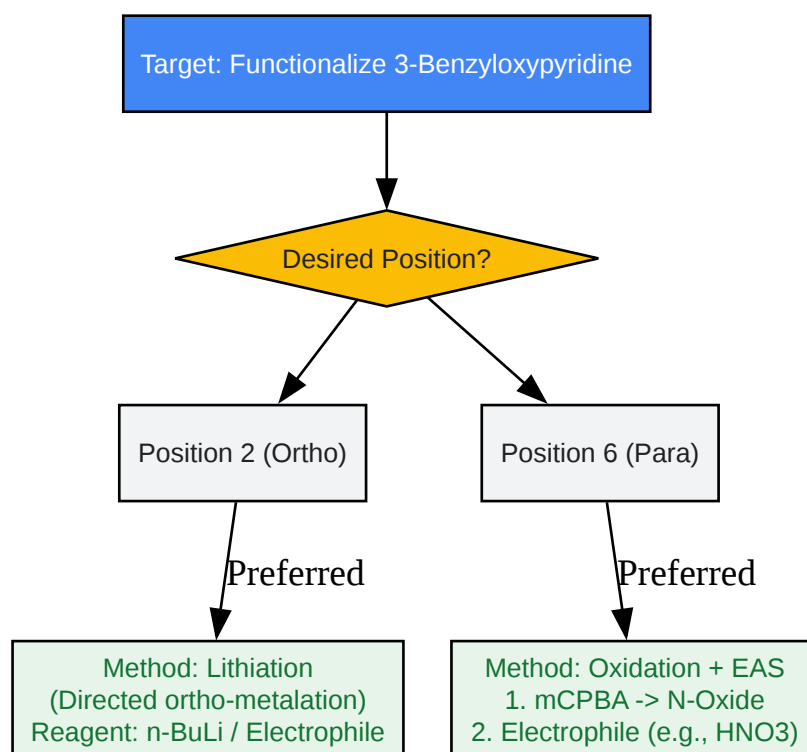 Target: Functionalize 3-Benzyloxypyridine
Desired Position?
Position 2 (Ortho)
Position 6 (Para)
Preferred
Preferred
Method: Lithiation
(Directed ortho-metalation)
Reagent: n-BuLi / Electrophile
Method: Oxidation + EAS
1. mCPBA -> N-Oxide
2. Electrophile (e.g., HNO3)